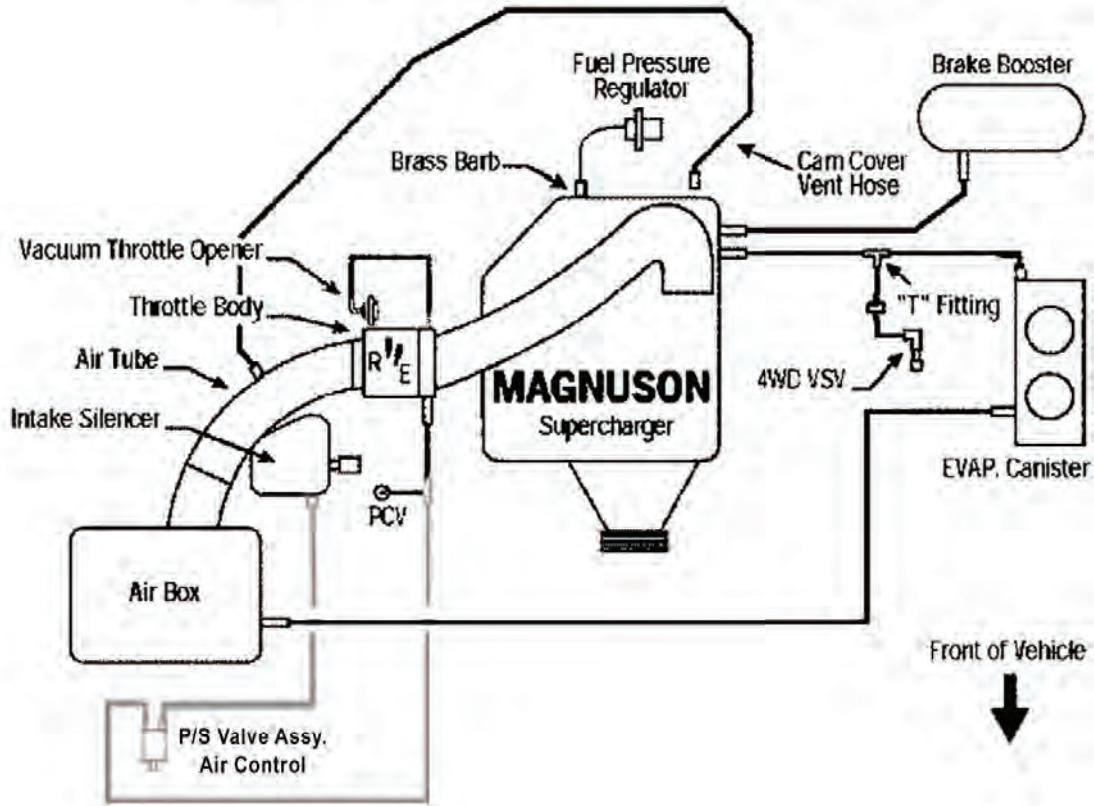 Fuel Pressure
Regulator
Brake Booster
Brass Barb
Cam Cover
Vent Hose
Vacuum Throttle Opener
Throttle Body
"T" Fitting
Air Tube
R E
4WD VSV
MAGNUSON
Supercharger
Intake Silencer
EVAP. Canister
PCV
Air Box
Front of Vehicle
P/S Valve Assy.
Air Control